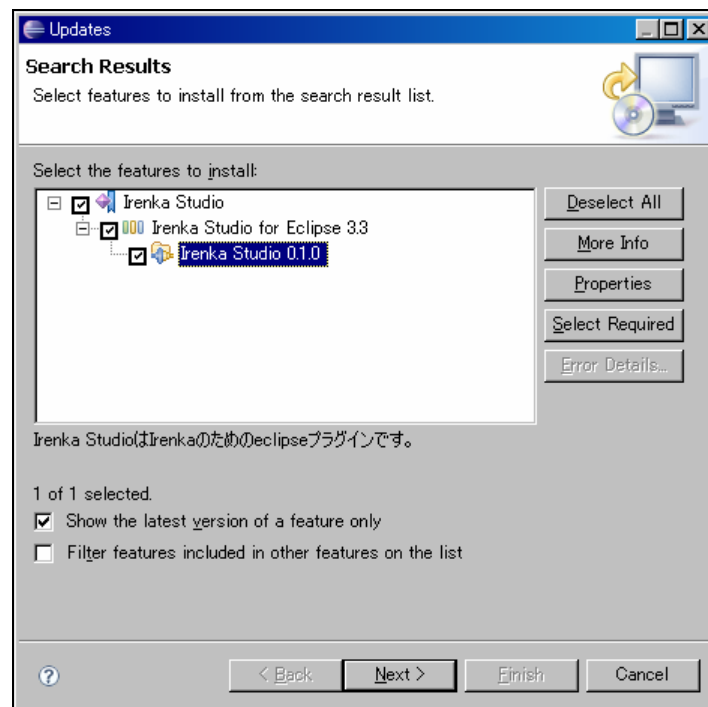 Updates
Search Results
Select features to install from the search result list.
Select the features to install:
Irenka Studio
Irenka Studio for Eclipse 3.3
Irenka Studio 0.1.0
Deselect All
More Info
Properties
Select Required
Error Details...
Irenka StudioはIrenkaのためのeclipseプラグインです。
1 of 1 selected.
Show the latest version of a feature only
Filter features included in other features on the list
?
< Back
Next >
Finish
Cancel